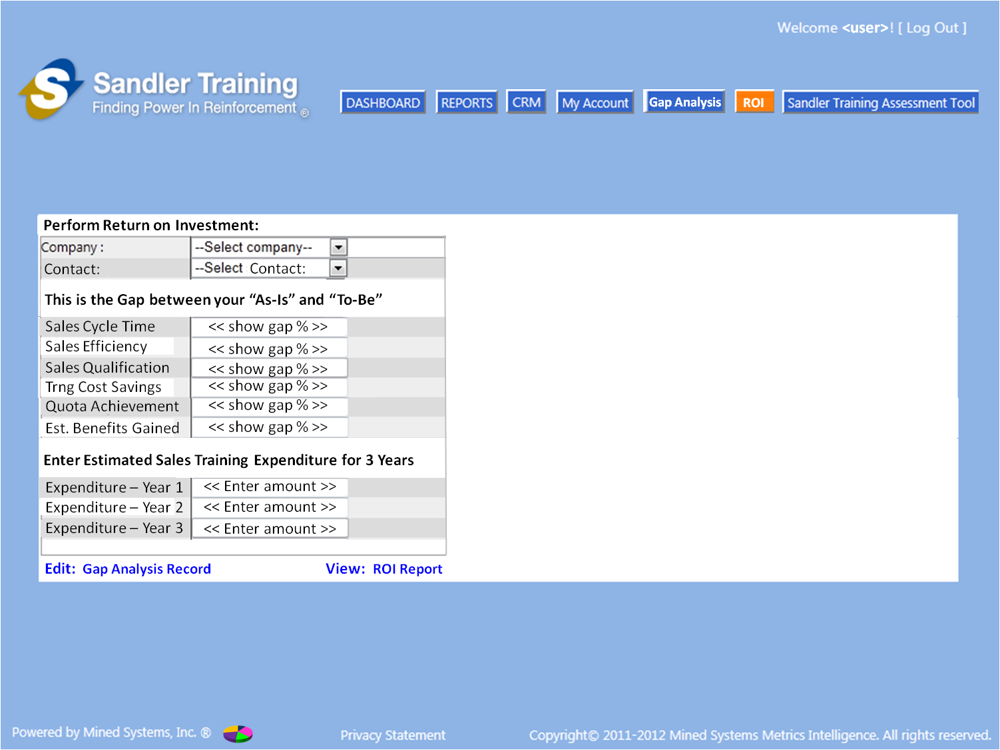 Welcome <user>! [ Log Out ]
Sandler Training
Finding Power In Reinforcement ®
DASHBOARD REPORTS CRM My Account Gap Analysis ROI Sandler Training Assessment Tool
Perform Return on Investment:
Company : --Select company--
Contact: --Select Contact:
This is the Gap between your “As-Is” and “To-Be”
Sales Cycle Time << show gap % >>
Sales Efficiency << show gap % >>
Sales Qualification << show gap % >>
Trng Cost Savings << show gap % >>
Quota Achievement << show gap % >>
Est. Benefits Gained << show gap % >>
Enter Estimated Sales Training Expenditure for 3 Years
Expenditure – Year 1 << Enter amount >>
Expenditure – Year 2 << Enter amount >>
Expenditure – Year 3 << Enter amount >>
Edit: Gap Analysis Record View: ROI Report
Powered by Mined Systems, Inc. ® Privacy Statement Copyright© 2011-2012 Mined Systems Metrics Intelligence. All rights reserved.